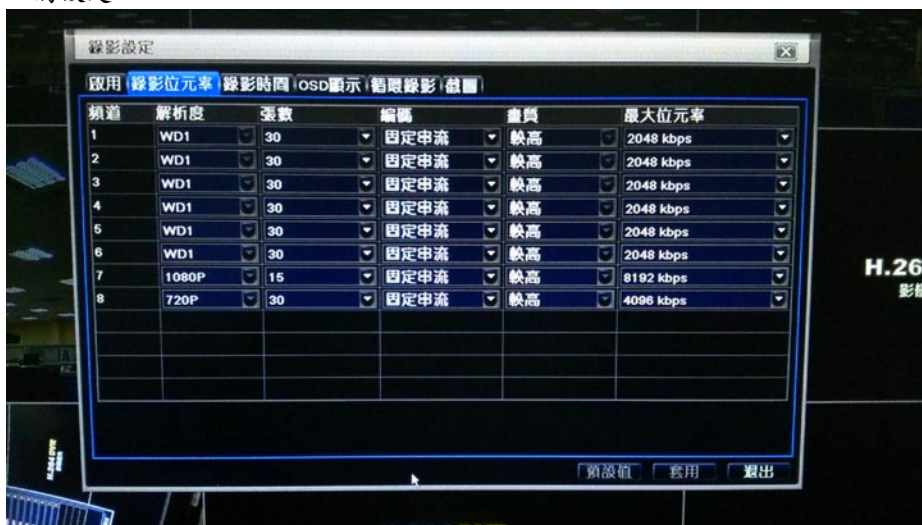 錄影設定
啟用 錄影位元率 錄影時間 OSD顯示 循環錄影 截圖
頻道 解析度 張數 編碼 畫質 最大位元率
1 WD1 30 固定串流 較高 2048 kbps
2 WD1 30 固定串流 較高 2048 kbps
3 WD1 30 固定串流 較高 2048 kbps
4 WD1 30 固定串流 較高 2048 kbps
5 WD1 30 固定串流 較高 2048 kbps
6 WD1 30 固定串流 較高 2048 kbps
7 1080P 15 固定串流 較高 8192 kbps
8 720P 30 固定串流 較高 4096 kbps
H.26
影
預設值 套用 退出